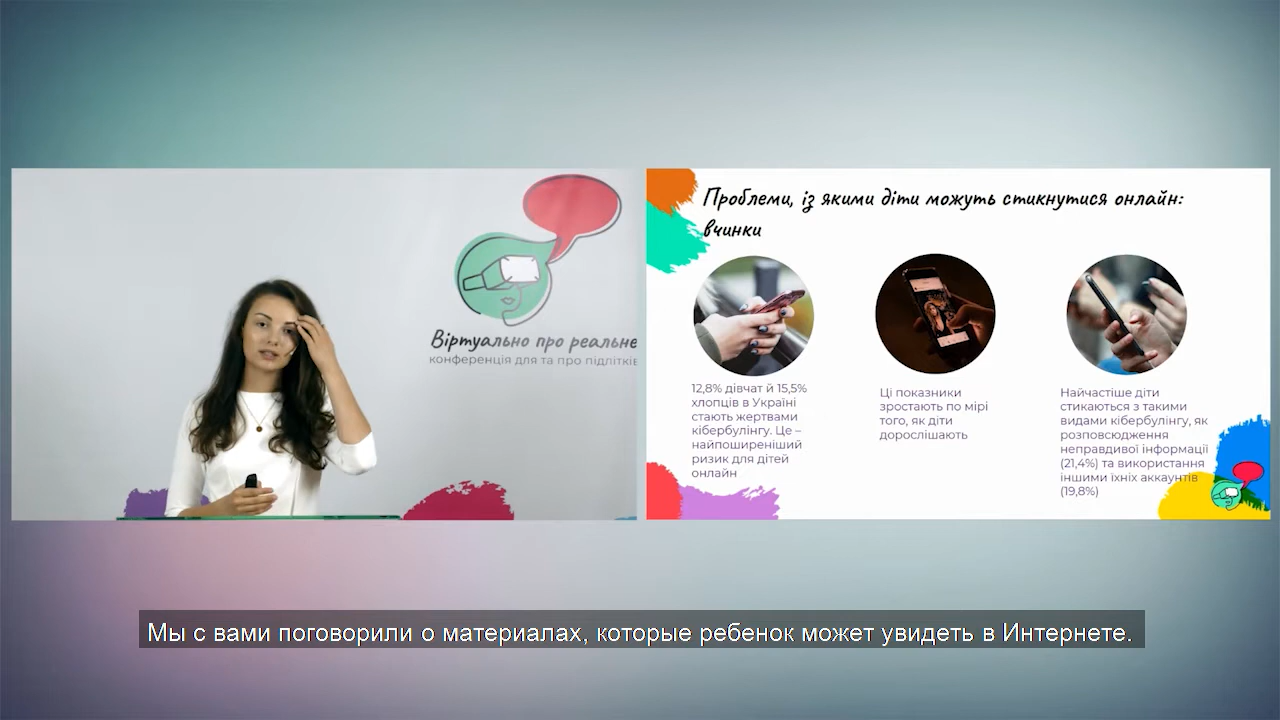 Віртуально про реальне
конференція для та про підлітків
Проблеми, із якими діти можуть стикнутися онлайн:
вчинки
12,8% дівчат й 15,5%
хлопців в Україні
стають жертвами
кібербулінгу. Це –
найпоширеніший
ризик для дітей
онлайн
Ці показники
зростають по мірі
того, як діти
дорослішають
Найчастіше діти
стикаються з такими
видами кібербулінгу, як
розповсюдження
неправдивої інформації
(21,4%) та використання
іншими їхніх аккаунтів
(19,8%)
Мы с вами поговорили о материалах, которые ребенок может увидеть в Интернете.